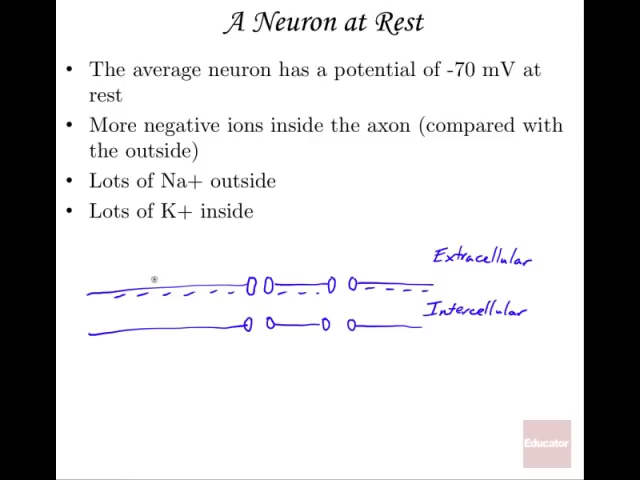 A Neuron at Rest
• The average neuron has a potential of -70 mV at
rest
• More negative ions inside the axon (compared with
the outside)
• Lots of Na+ outside
• Lots of K+ inside
Extracellular
Intercellular
Educator